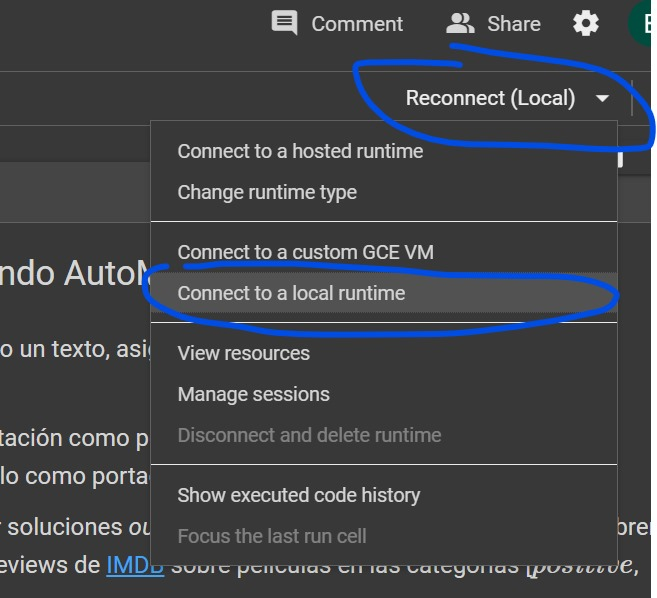 Comment Share
Reconnect (Local)
Connect to a hosted runtime
Change runtime type
Connect to a custom GCE VM
ndo Auto
Connect to a local runtime
o un texto, asi
View resources
Manage sessions
tación como p
Disconnect and delete runtime
lo como porta
Show executed code history
r soluciones ou
Focus the last run cell
eviews de IMDB sobre películas en las categorías [positive,